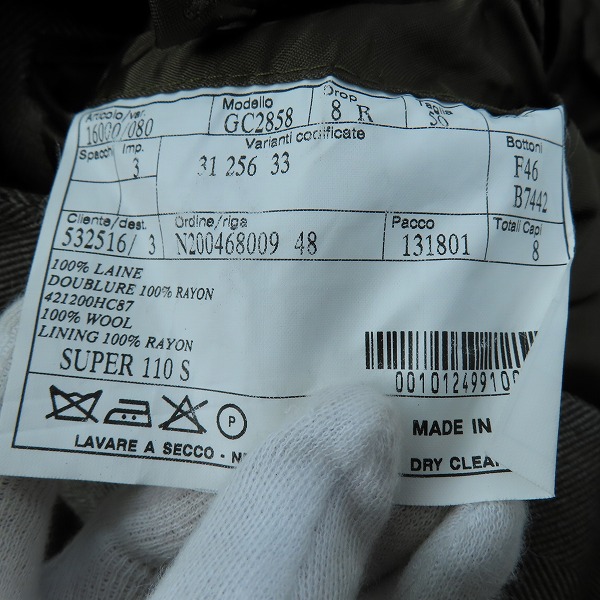 Articolo/var. Modello Drop Taglia
16000/080 GC2858 8 R 50
Spacchi Imp. Varianti codificate Bottoni
3 31 256 33 F46
B7442
Cliente/dest. Ordine/riga Pacco Totali Capi
532516/ 3 N200468009 48 131801 8
100% LAINE
DOUBLURE 100% RAYON
421200HC87
100% WOOL
LINING 100% RAYON
SUPER 110 S
00101249910
P
MADE IN
LAVARE A SECCO - DRY CLEA